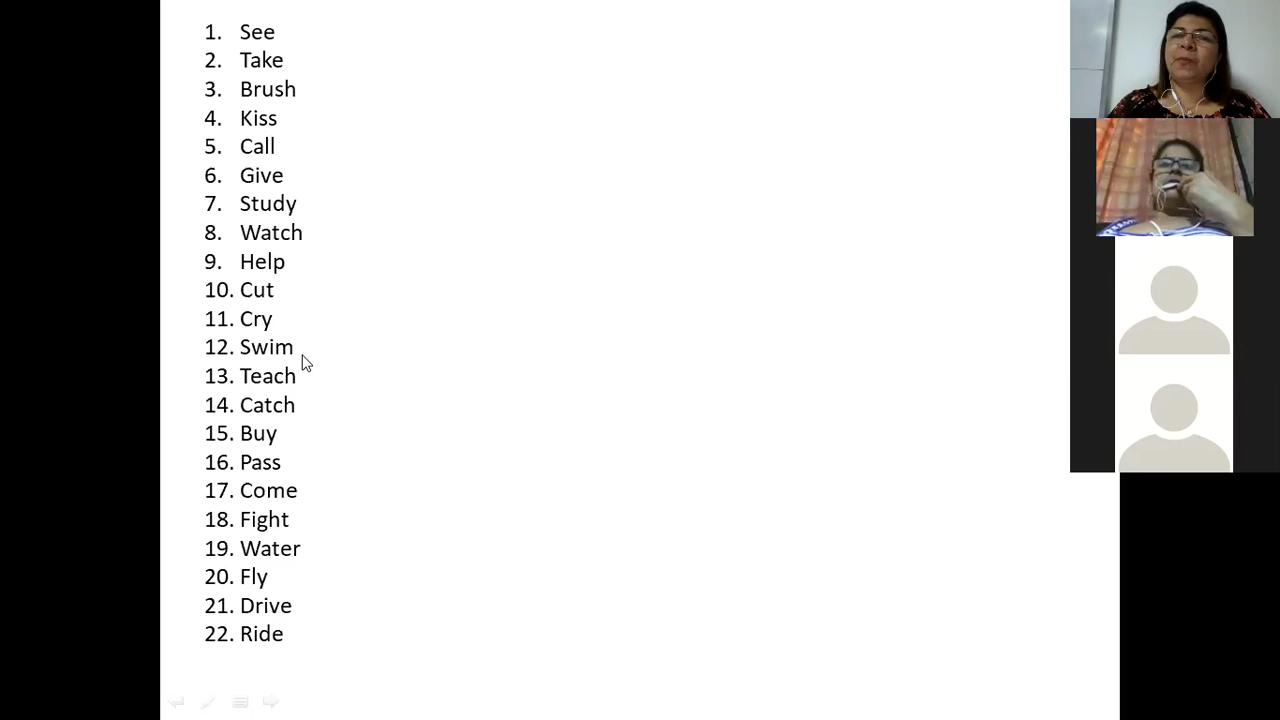 1. See
2. Take
3. Brush
4. Kiss
5. Call
6. Give
7. Study
8. Watch
9. Help
10. Cut
11. Cry
12. Swim
13. Teach
14. Catch
15. Buy
16. Pass
17. Come
18. Fight
19. Water
20. Fly
21. Drive
22. Ride